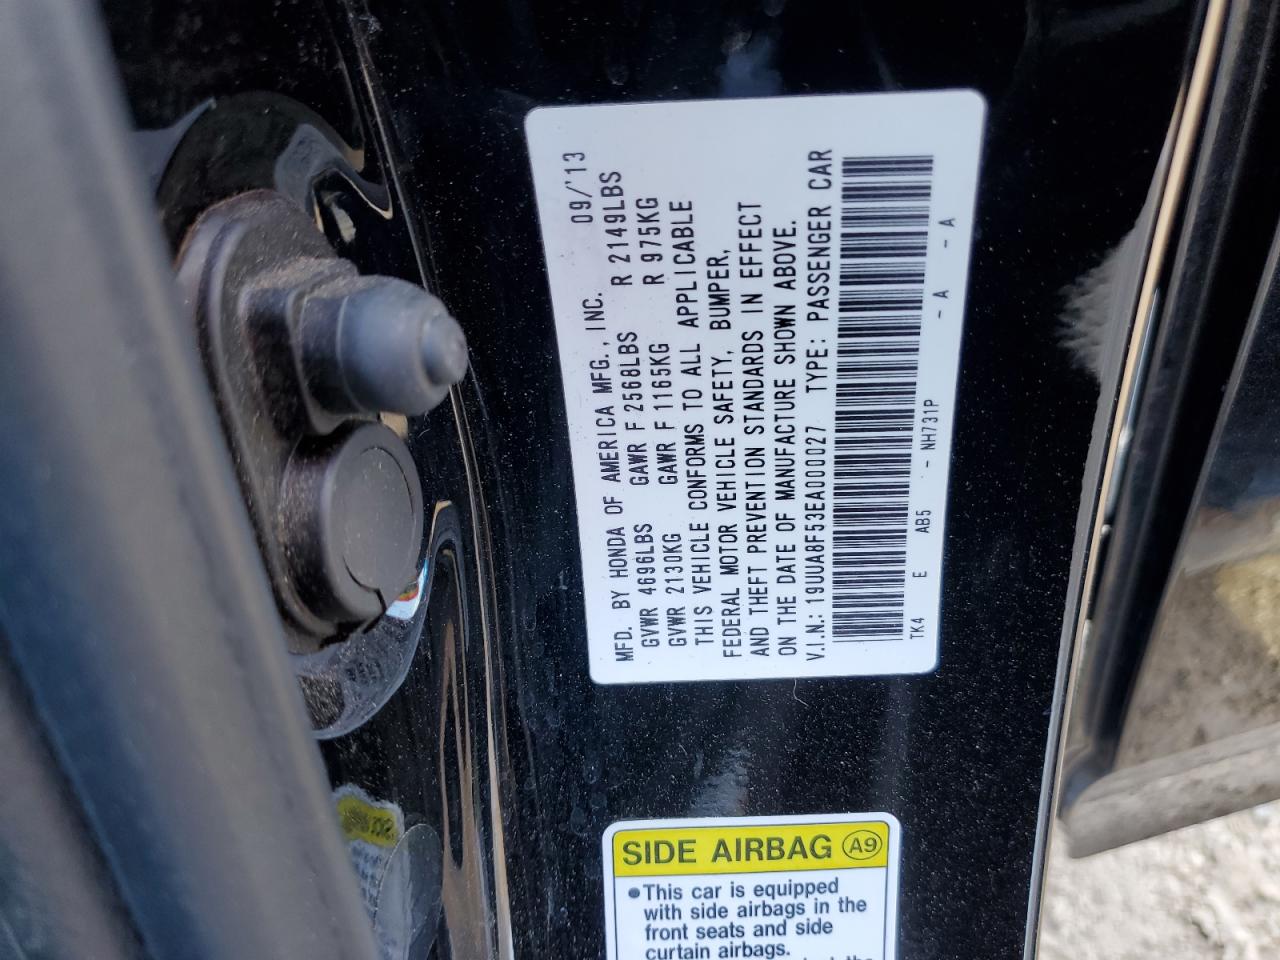 MFD. BY HONDA OF AMERICA MFG., INC. 09/'13
GVWR 4696LBS GAWR F 2568LBS R 2149LBS
GVWR 2130KG GAWR F 1165KG R 975KG
THIS VEHICLE CONFORMS TO ALL APPLICABLE
FEDERAL MOTOR VEHICLE SAFETY, BUMPER,
AND THEFT PREVENTION STANDARDS IN EFFECT
ON THE DATE OF MANUFACTURE SHOWN ABOVE.
V.I.N.: 19UUA8F53EA000027 TYPE: PASSENGER CAR
TK4 E AB5 - NH731P - A - A
SIDE AIRBAG A9
•This car is equipped
with side airbags in the
front seats and side
curtain airbags.